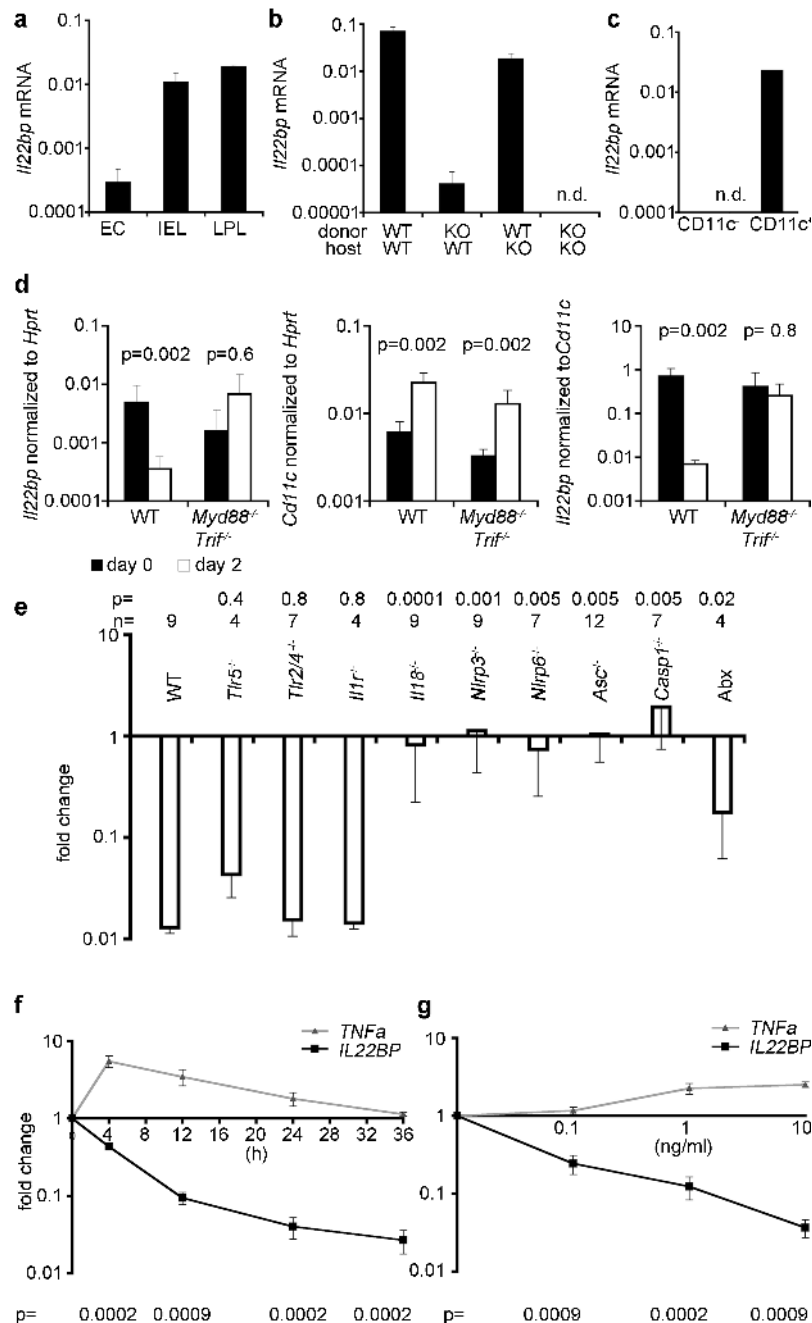 a
Il22bp mRNA
0.1
0.01
0.0001
0.0001
EC IEL LPL
b
Il22bp mRNA
0.1
0.1
0.01
0.001
0.0001
0.00001
n.d.
donor WT KO WT KO
host WT WT KO KO
c
Il22bp mRNA
0.1
0.01
0.0001
0.0001
n.d.
CD11c- CD11c+
d
Il22bp normalized to Hprt
0.1
0.01
0.001
0.0001
p=0.002 p=0.6
WT Myd88-/-
Trif-/-
Cd11c normalized to Hprt
0.1
0.01
0.001
p=0.002 p=0.002
WT Myd88-/-
Trif-/-
Il22bp normalized toCd11c
10
1
0.1
0.01
0.001
p=0.002 p= 0.8
WT Myd88-/-
Trif-/-
day 0 day 2
e
p= 0.4 0.8 0.8 0.0001 0.001 0.005 0.005 0.005 0.02
n= 9 4 7 4 9 9 7 12 7 4
WT Tlr5-/- Tlr2/4-/- Il1r-/- Il18-/- Nlrp3-/- Nlrp6-/- Asc-/- Casp1-/- Abx
fold change
10
1
0.1
0.01
f
TNFa
IL22BP
fold change
10
1
0.1
0.01
0 4 8 12 16 20 24 28 32 36
(h)
p= 0.0002 0.0009 0.0002 0.0002
g
TNFa
IL22BP
10
1
0.1
0.01
0.1 1 10
(ng/ml)
p= 0.0009 0.0002 0.0009